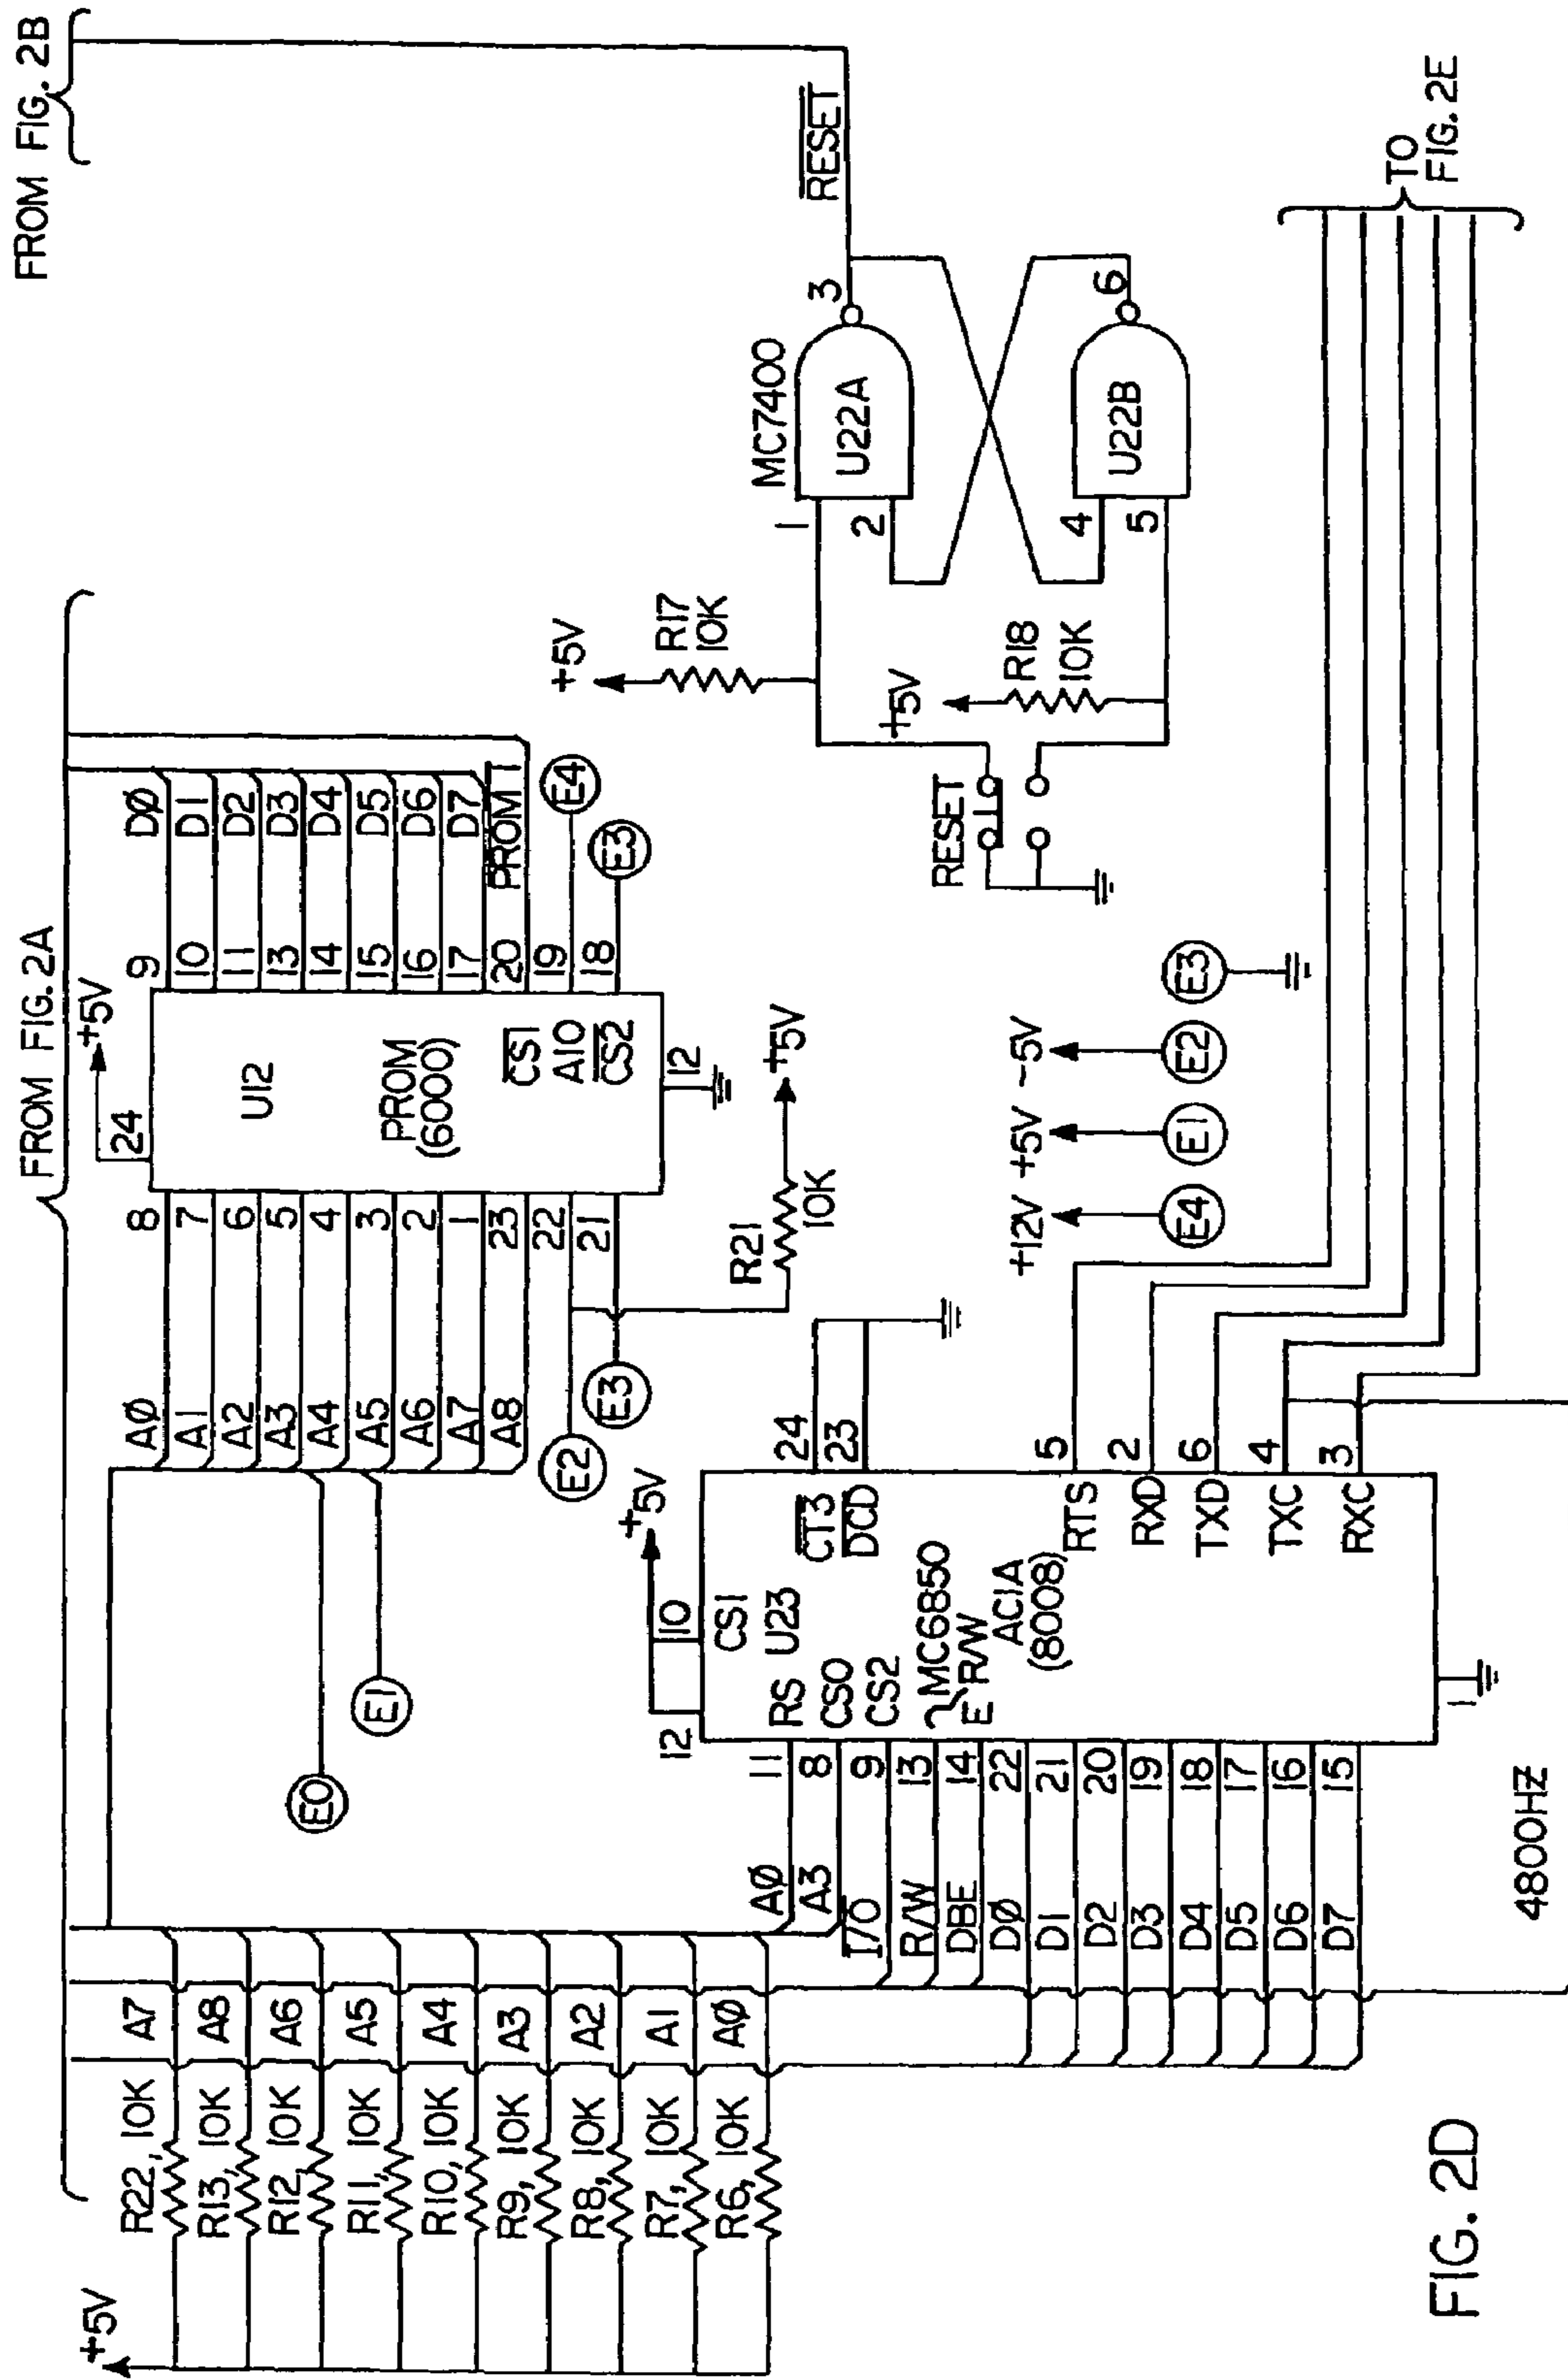 FROM FIG. 2A
FROM FIG. 2B
+5V
R22, 10K A7
R13, 10K A8
R12, 10K A6
R11, 10K A5
R10, 10K A4
R9, 10K A3
R8, 10K A2
R7, 10K A1
R6, 10K AØ
E0
E1
AØ 8
A1 7
A2 6
A3 5
A4 4
A5 3
A6 2
A7 1
A8 23
E2 22
E3 21
24 +5V
U12
PROM
(6000)
CS1
A10
CS2
12
9 DØ
10 D1
11 D2
13 D3
14 D4
15 D5
16 D6
17 D7
20 PROM 1
19 E4
18 E3
R21
10K
+5V
+5V
R17
10K
+5V
R18
10K
RESET
MC7400
1
2
U22A
3
RESET
4
5
U22B
6
+5V
12
10
CS1
U23
AØ 11 RS
A3 8 CS0
I/O 9 CS2
R/W 13
DBE 14 E R/W
MC6850
ACIA
(8008)
DØ 22
D1 21
D2 20
D3 19
D4 18
D5 17
D6 16
D7 15
1
CT3 24
DCD 23
RTS 5
RXD 2
TXD 6
TXC 4
RXC 3
+12V +5V -5V
E4 E1 E2 E3
TO
FIG. 2E
4800HZ
FIG. 2D